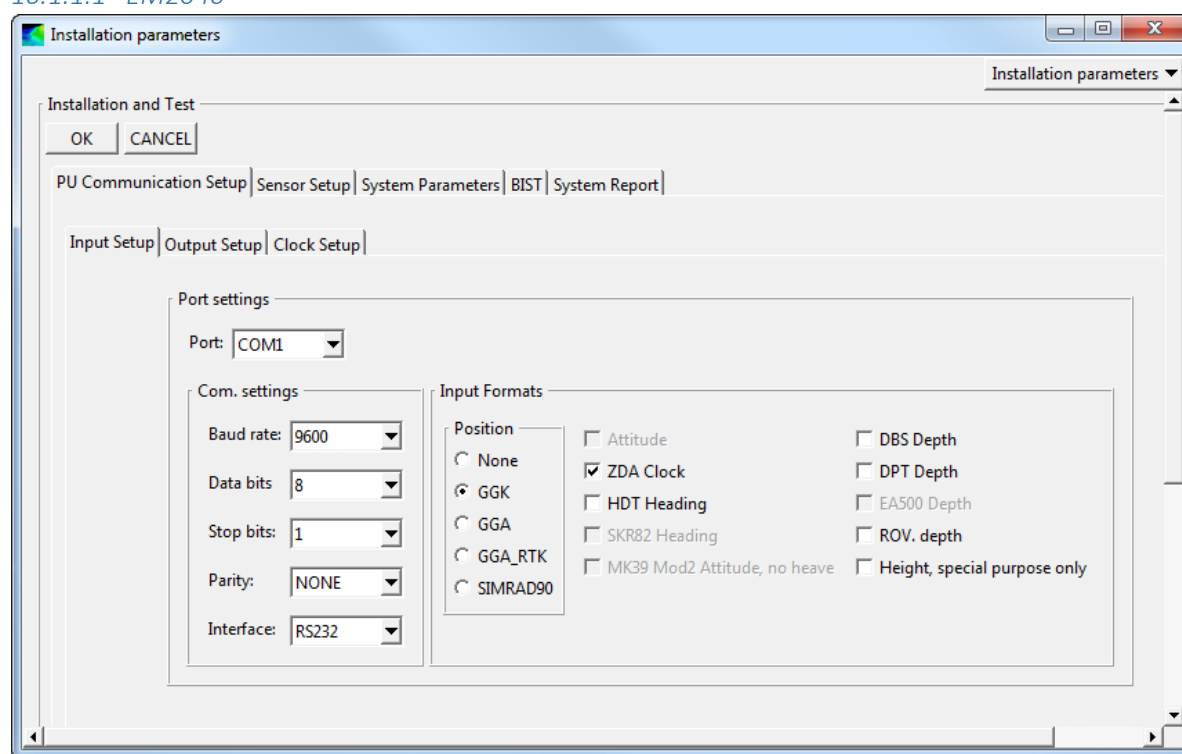 Installation parameters
Installation parameters
Installation and Test
OK CANCEL
PU Communication Setup Sensor Setup System Parameters BIST System Report
Input Setup Output Setup Clock Setup
Port settings
Port: COM1
Com. settings
Baud rate: 9600
Data bits 8
Stop bits: 1
Parity: NONE
Interface: RS232
Input Formats
Position
None
GGK
GGA
GGA_RTK
SIMRAD90
Attitude
ZDA Clock
HDT Heading
SKR82 Heading
MK39 Mod2 Attitude, no heave
DBS Depth
DPT Depth
EA500 Depth
ROV. depth
Height, special purpose only